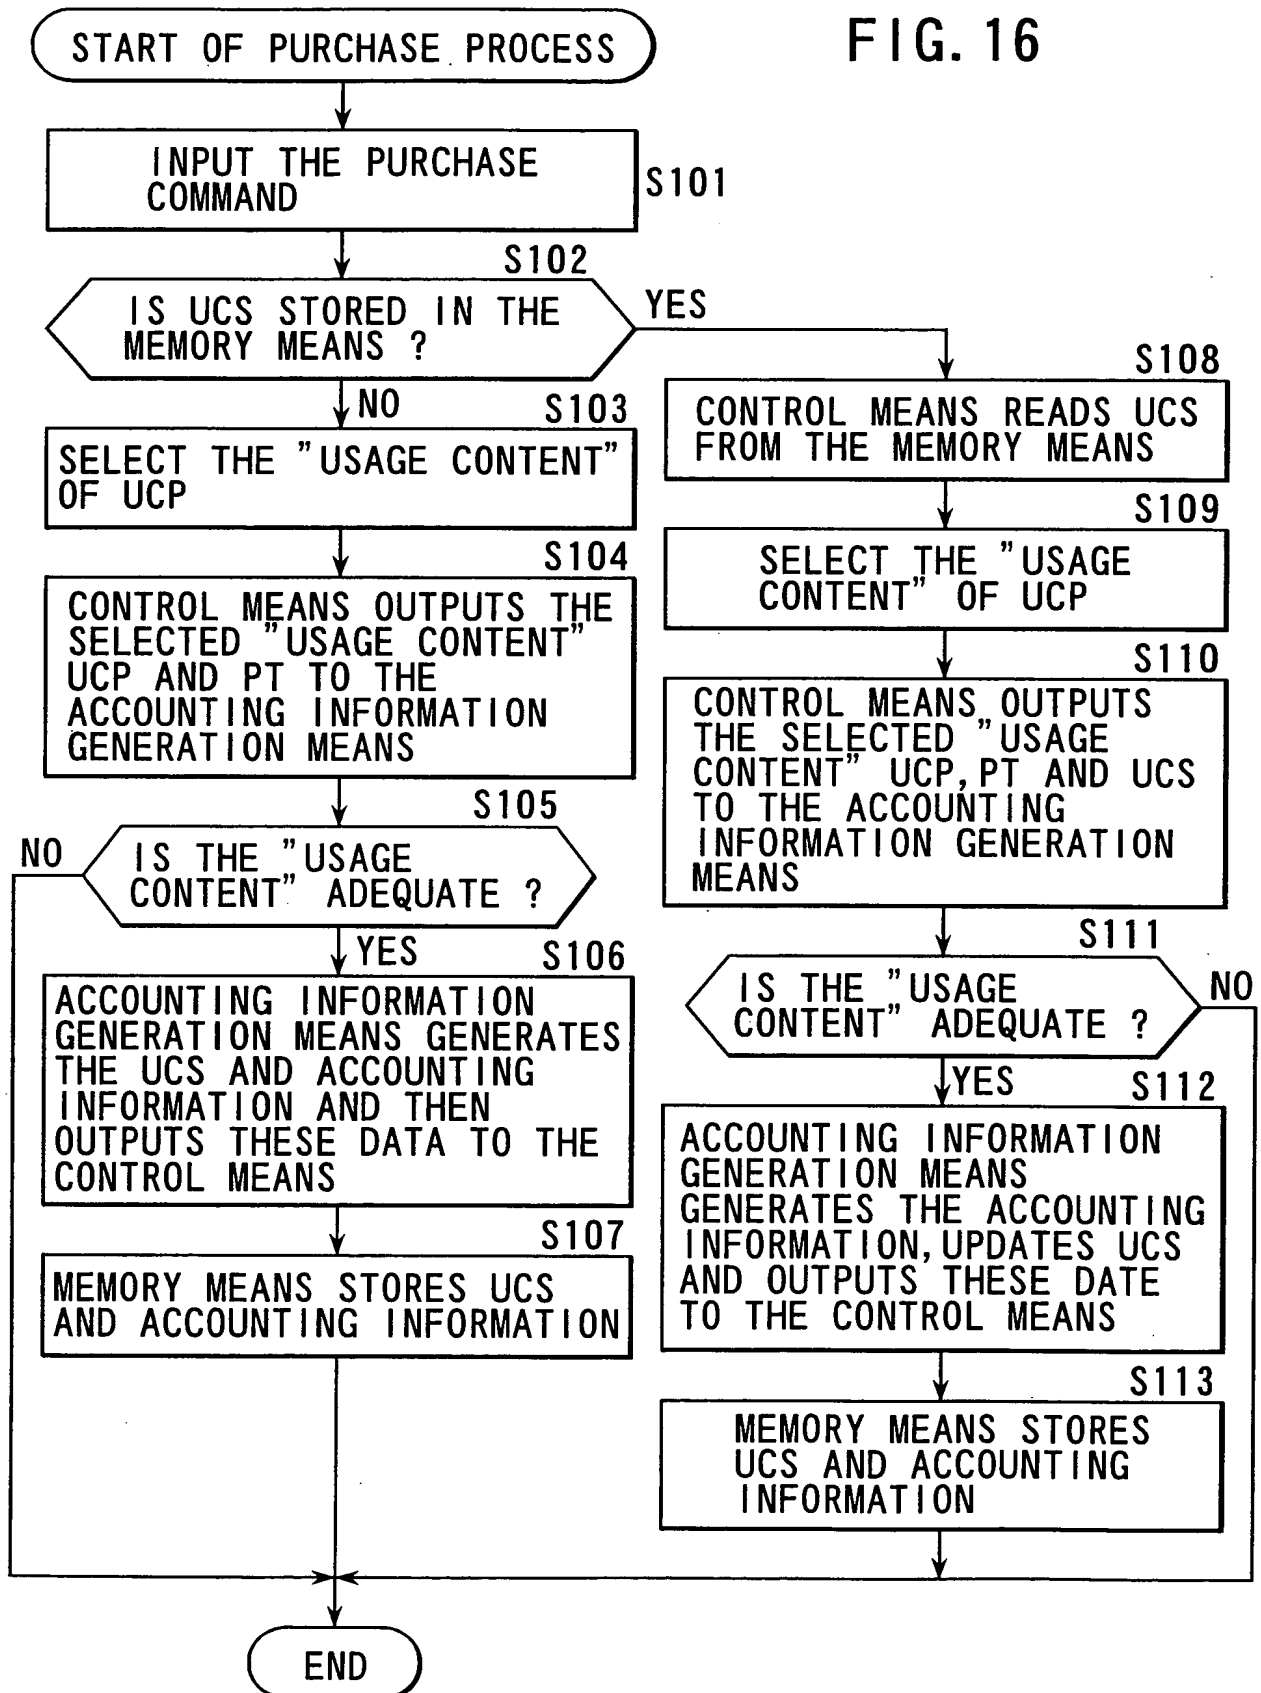 FIG. 16
START OF PURCHASE PROCESS
INPUT THE PURCHASE
COMMAND
S101
S102
IS UCS STORED IN THE
MEMORY MEANS ?
YES
NO
S103
SELECT THE "USAGE CONTENT"
OF UCP
S104
CONTROL MEANS OUTPUTS THE
SELECTED "USAGE CONTENT"
UCP AND PT TO THE
ACCOUNTING INFORMATION
GENERATION MEANS
S105
NO
IS THE "USAGE
CONTENT" ADEQUATE ?
YES
S106
ACCOUNTING INFORMATION
GENERATION MEANS GENERATES
THE UCS AND ACCOUNTING
INFORMATION AND THEN
OUTPUTS THESE DATA TO THE
CONTROL MEANS
S107
MEMORY MEANS STORES UCS
AND ACCOUNTING INFORMATION
S108
CONTROL MEANS READS UCS
FROM THE MEMORY MEANS
S109
SELECT THE "USAGE
CONTENT" OF UCP
S110
CONTROL MEANS OUTPUTS
THE SELECTED "USAGE
CONTENT" UCP, PT AND UCS
TO THE ACCOUNTING
INFORMATION GENERATION
MEANS
S111
IS THE "USAGE
CONTENT" ADEQUATE ?
NO
YES
S112
ACCOUNTING INFORMATION
GENERATION MEANS
GENERATES THE ACCOUNTING
INFORMATION, UPDATES UCS
AND OUTPUTS THESE DATE
TO THE CONTROL MEANS
S113
MEMORY MEANS STORES
UCS AND ACCOUNTING
INFORMATION
END